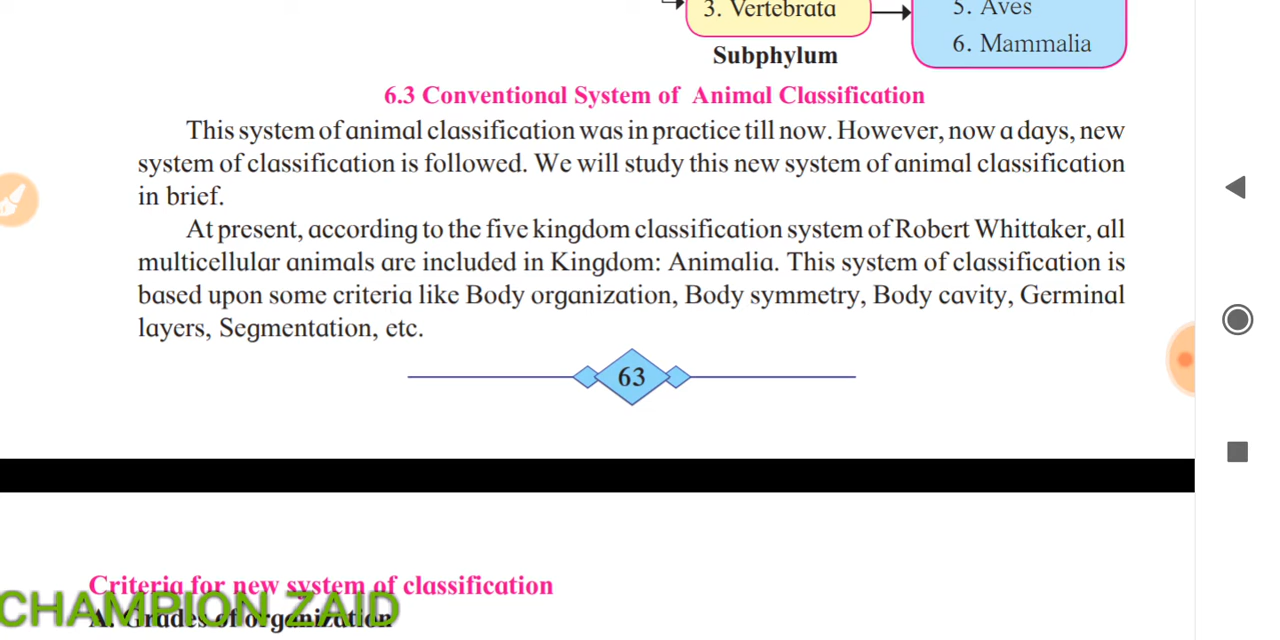 3. Vertebrata
5. Aves
6. Mammalia
Subphylum
6.3 Conventional System of Animal Classification
This system of animal classification was in practice till now. However, now a days, new
system of classification is followed. We will study this new system of animal classification
in brief.
At present, according to the five kingdom classification system of Robert Whittaker, all
multicellular animals are included in Kingdom: Animalia. This system of classification is
based upon some criteria like Body organization, Body symmetry, Body cavity, Germinal
layers, Segmentation, etc.
63
Criteria for new system of classification
CHAMPION ZAID
A. Grades of organization